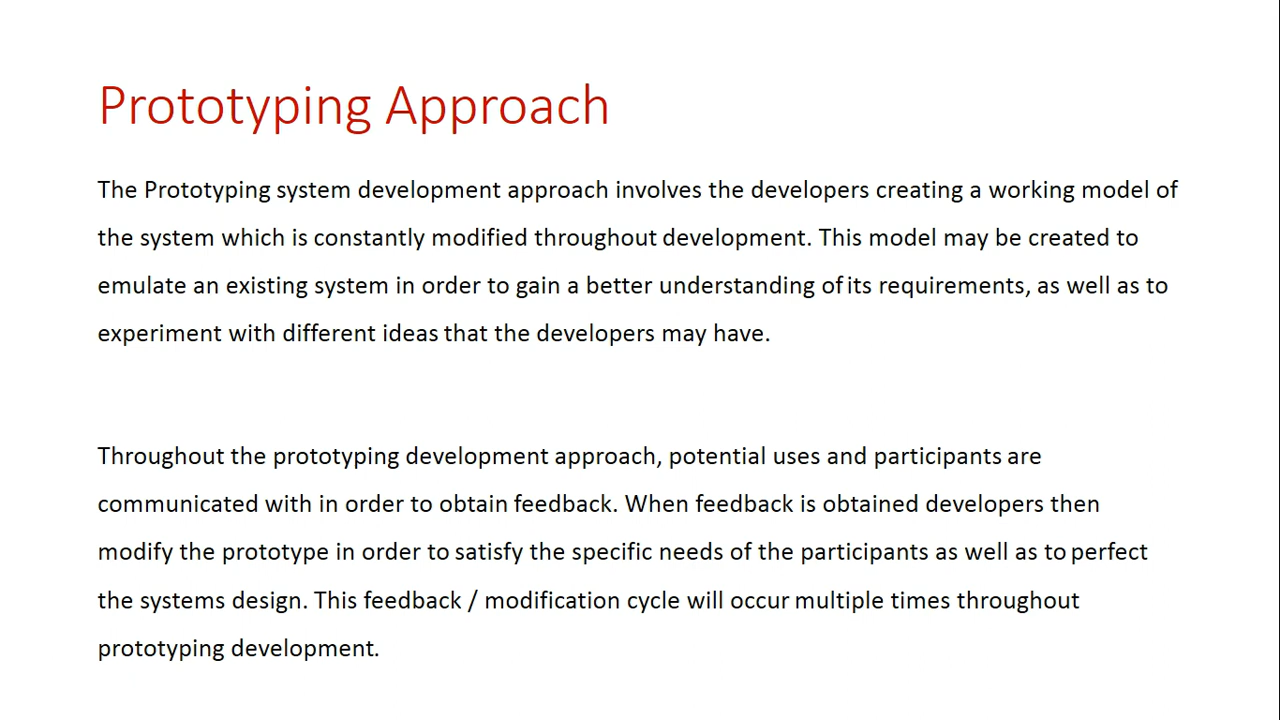 Prototyping Approach
The Prototyping system development approach involves the developers creating a working model of
the system which is constantly modified throughout development. This model may be created to
emulate an existing system in order to gain a better understanding of its requirements, as well as to
experiment with different ideas that the developers may have.
Throughout the prototyping development approach, potential uses and participants are
communicated with in order to obtain feedback. When feedback is obtained developers then
modify the prototype in order to satisfy the specific needs of the participants as well as to perfect
the systems design. This feedback / modification cycle will occur multiple times throughout
prototyping development.